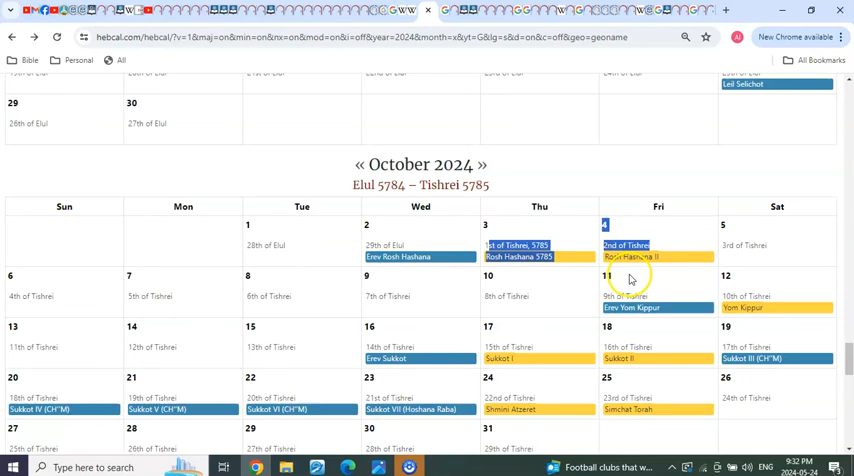 hebcal.com/hebcal/?v=1&maj=on&min=on&nx=on&mod=on&i=off&year=2024&month=x&yt=G&lg=s&d=on&c=off&geo=geoname
New Chrome available
Bible
Personal
All
All Bookmarks
Leil Selichot
29
30
26th of Elul
27th of Elul
« October 2024 »
Elul 5784 – Tishrei 5785
Sun Mon Tue Wed Thu Fri Sat
1 2 3 4 5
28th of Elul 29th of Elul 1st of Tishrei, 5785 2nd of Tishrei 3rd of Tishrei
Erev Rosh Hashana Rosh Hashana 5785 Rosh Hashana II
6 7 8 9 10 11 12
4th of Tishrei 5th of Tishrei 6th of Tishrei 7th of Tishrei 8th of Tishrei 9th of Tishrei 10th of Tishrei
Erev Yom Kippur Yom Kippur
13 14 15 16 17 18 19
11th of Tishrei 12th of Tishrei 13th of Tishrei 14th of Tishrei 15th of Tishrei 16th of Tishrei 17th of Tishrei
Erev Sukkot Sukkot I Sukkot II Sukkot III (CH"M)
20 21 22 23 24 25 26
18th of Tishrei 19th of Tishrei 20th of Tishrei 21st of Tishrei 22nd of Tishrei 23rd of Tishrei 24th of Tishrei
Sukkot IV (CH"M) Sukkot V (CH"M) Sukkot VI (CH"M) Sukkot VII (Hoshana Raba) Shmini Atzeret Simchat Torah
27 28 29 30 31
25th of Tishrei 26th of Tishrei 27th of Tishrei 28th of Tishrei 29th of Tishrei
Type here to search
Football clubs that w...
ENG
9:32 PM
2024-05-24